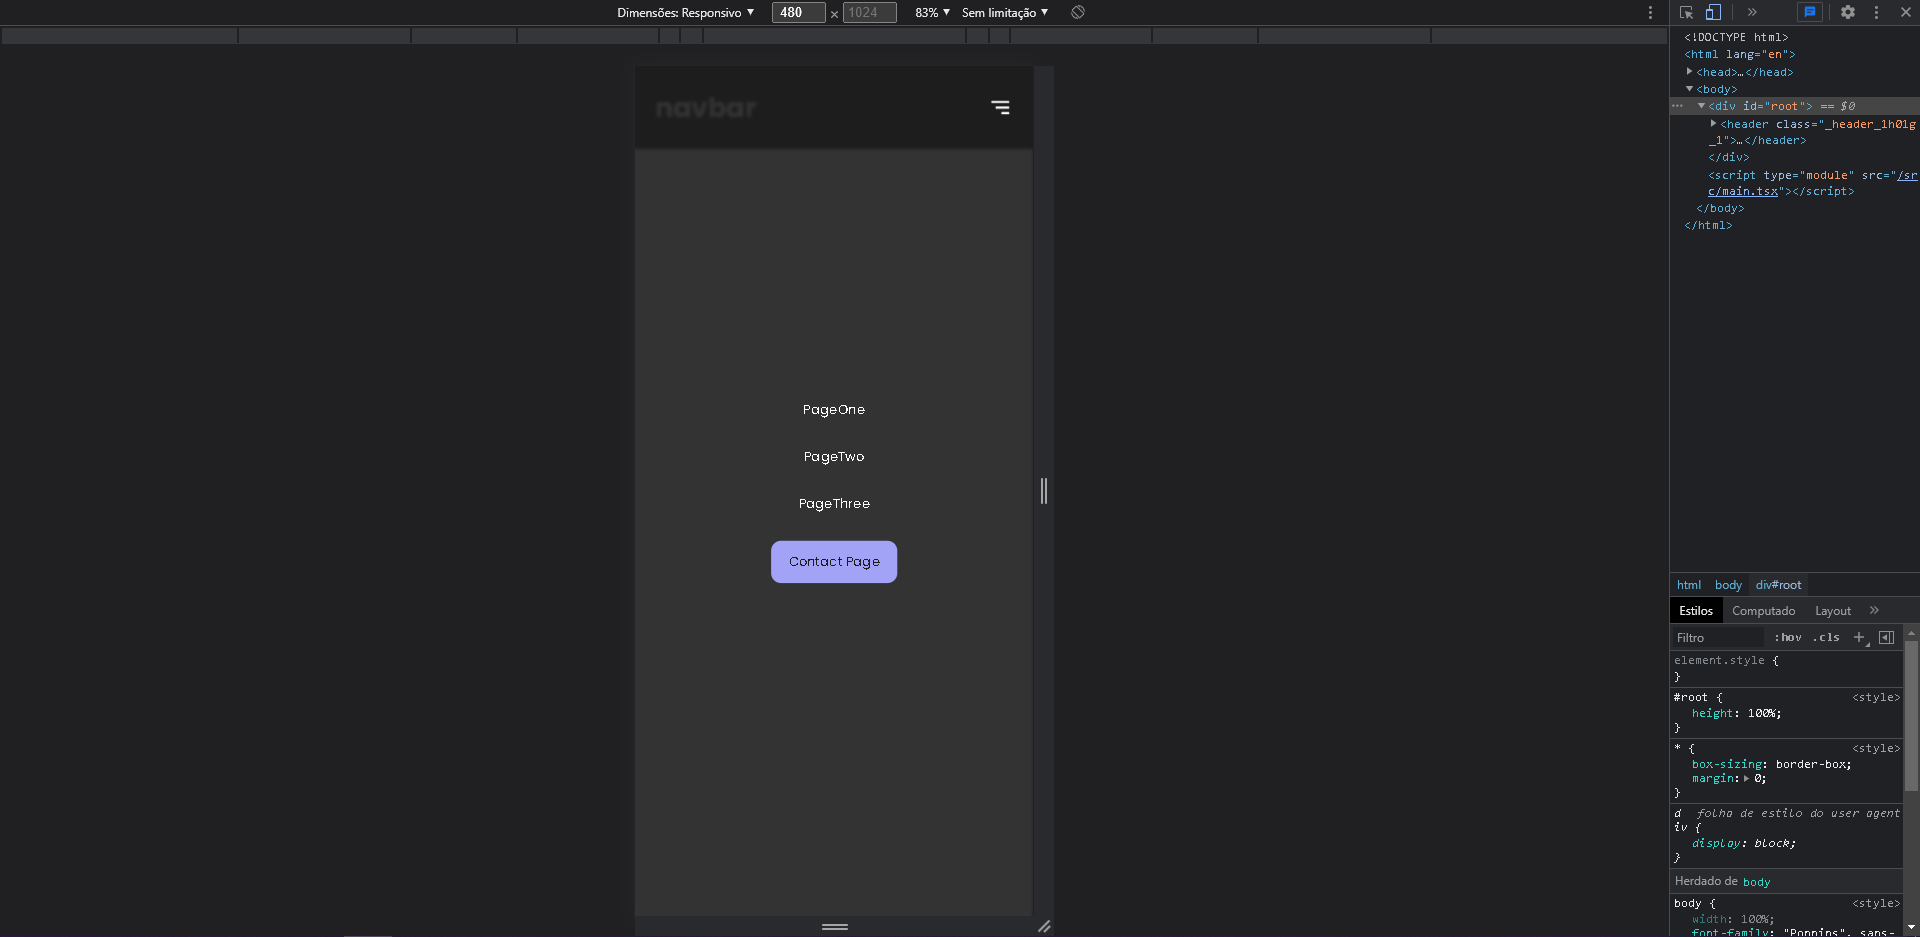 Dimensões: Responsivo ▼ 480 × 1024 83% ▼ Sem limitação ▼
navbar
PageOne
PageTwo
PageThree
Contact Page
<!DOCTYPE html>
<html lang="en">
<head>…</head>
<body>
<div id="root"> == $0
<header class="_header_1h01g
_1">…</header>
</div>
<script type="module" src="/sr
c/main.tsx"></script>
</body>
</html>
html body div#root
Estilos Computado Layout »
Filtro :hov .cls +
element.style {
}
#root { <style>
height: 100%;
}
* { <style>
box-sizing: border-box;
margin: 0;
}
d folha de estilo do user agent
iv {
display: block;
}
Herdado de body
body { <style>
width: 100%;
font-family: "Poppins", sans-